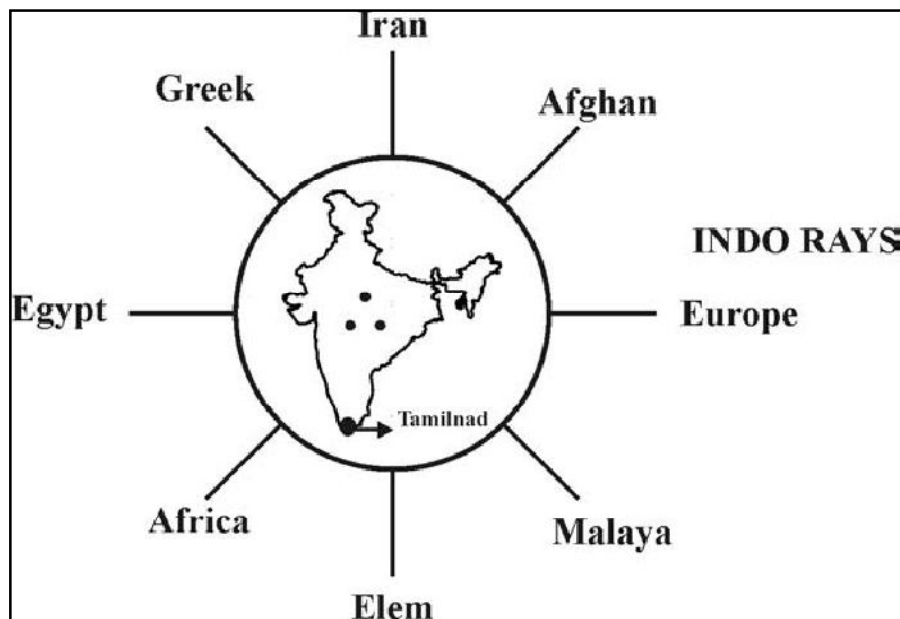 Iran
Greek
Afghan
INDO RAYS
Egypt
Europe
Tamilnad
Africa
Malaya
Elem